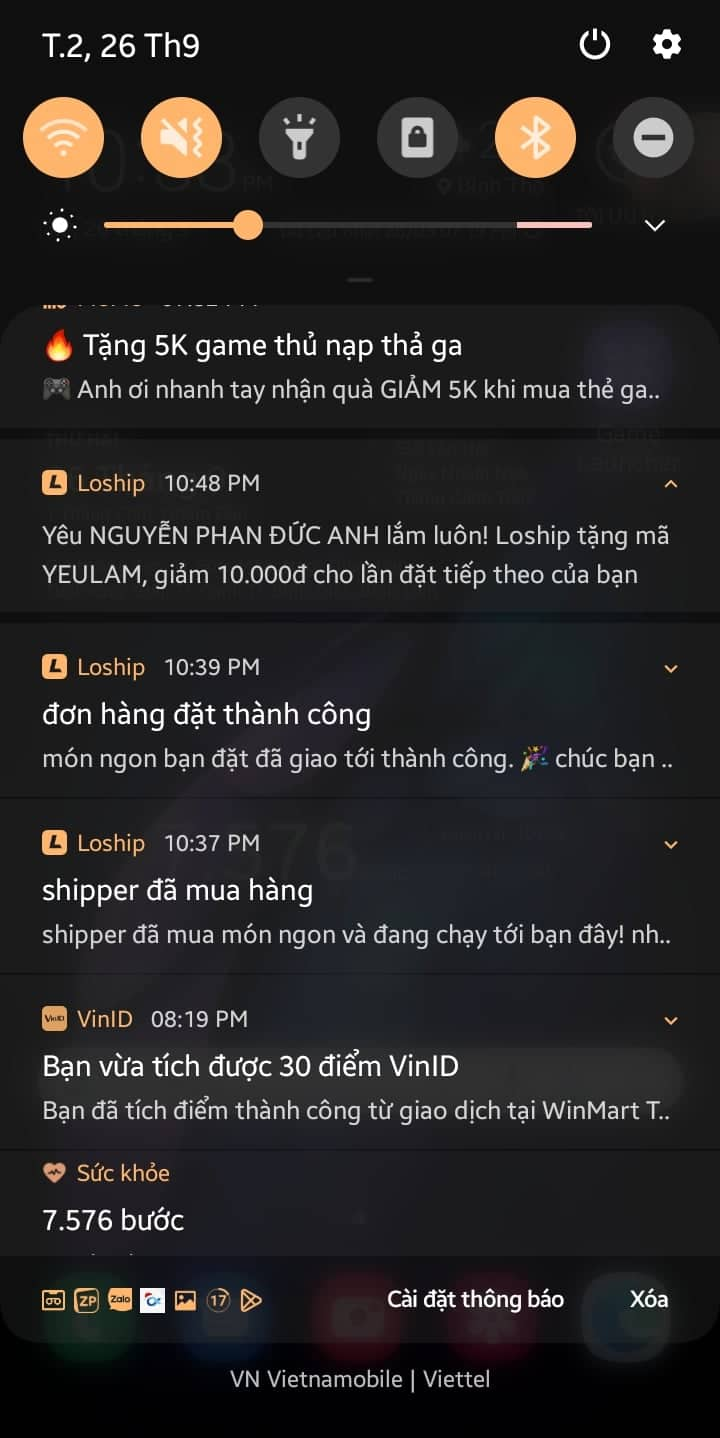 T.2, 26 Th9
🔥 Tặng 5K game thủ nạp thả ga
🎮 Anh ơi nhanh tay nhận quà GIẢM 5K khi mua thẻ ga..
Loship 10:48 PM
Yêu NGUYỄN PHAN ĐỨC ANH lắm luôn! Loship tặng mã
YEULAM, giảm 10.000đ cho lần đặt tiếp theo của bạn
Loship 10:39 PM
đơn hàng đặt thành công
món ngon bạn đặt đã giao tới thành công. 🎉 chúc bạn ..
Loship 10:37 PM
shipper đã mua hàng
shipper đã mua món ngon và đang chạy tới bạn đây! nh..
VinID 08:19 PM
Bạn vừa tích được 30 điểm VinID
Bạn đã tích điểm thành công từ giao dịch tại WinMart T..
Sức khỏe
7.576 bước
ZP Zalo 17 Cài đặt thông báo Xóa
VN Vietnamobile | Viettel